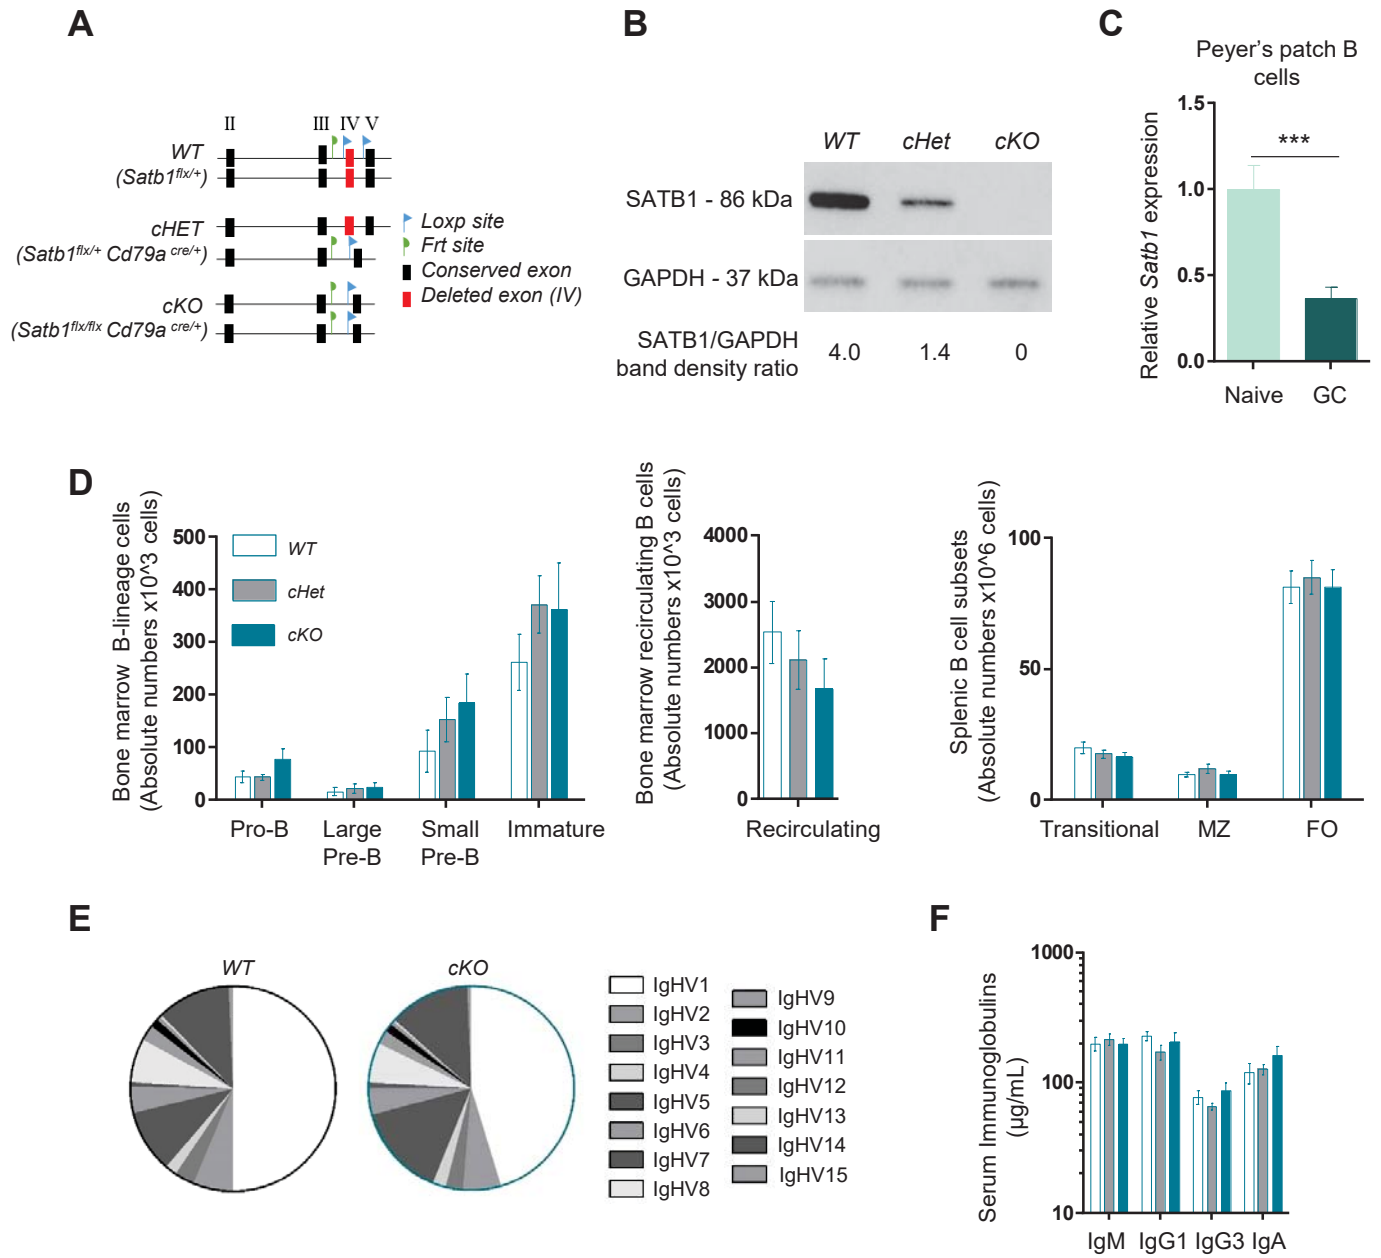 A
II III IV V
WT
(Satb1flx/+)
cHET
(Satb1flx/+ Cd79a cre/+)
cKO
(Satb1flx/flx Cd79a cre/+)
Loxp site
Frt site
Conserved exon
Deleted exon (IV)
B
WT cHet cKO
SATB1 - 86 kDa
GAPDH - 37 kDa
SATB1/GAPDH
band density ratio
4.0 1.4 0
C
Peyer's patch B
cells
Relative Satb1 expression
1.5
1.0
0.5
0.0
***
Naive GC
D
Bone marrow B-lineage cells
(Absolute numbers x10^3 cells)
500
400
300
200
100
0
WT
cHet
cKO
Pro-B
Large
Pre-B
Small
Pre-B
Immature
Bone marrow recirculating B cells
(Absolute numbers x10^3 cells)
4000
3000
2000
1000
0
Recirculating
Splenic B cell subsets
(Absolute numbers x10^6 cells)
100
50
0
Transitional MZ FO
E
WT
cKO
IgHV1
IgHV2
IgHV3
IgHV4
IgHV5
IgHV6
IgHV7
IgHV8
IgHV9
IgHV10
IgHV11
IgHV12
IgHV13
IgHV14
IgHV15
F
Serum Immunoglobulins
(µg/mL)
1000
100
10
IgM IgG1 IgG3 IgA